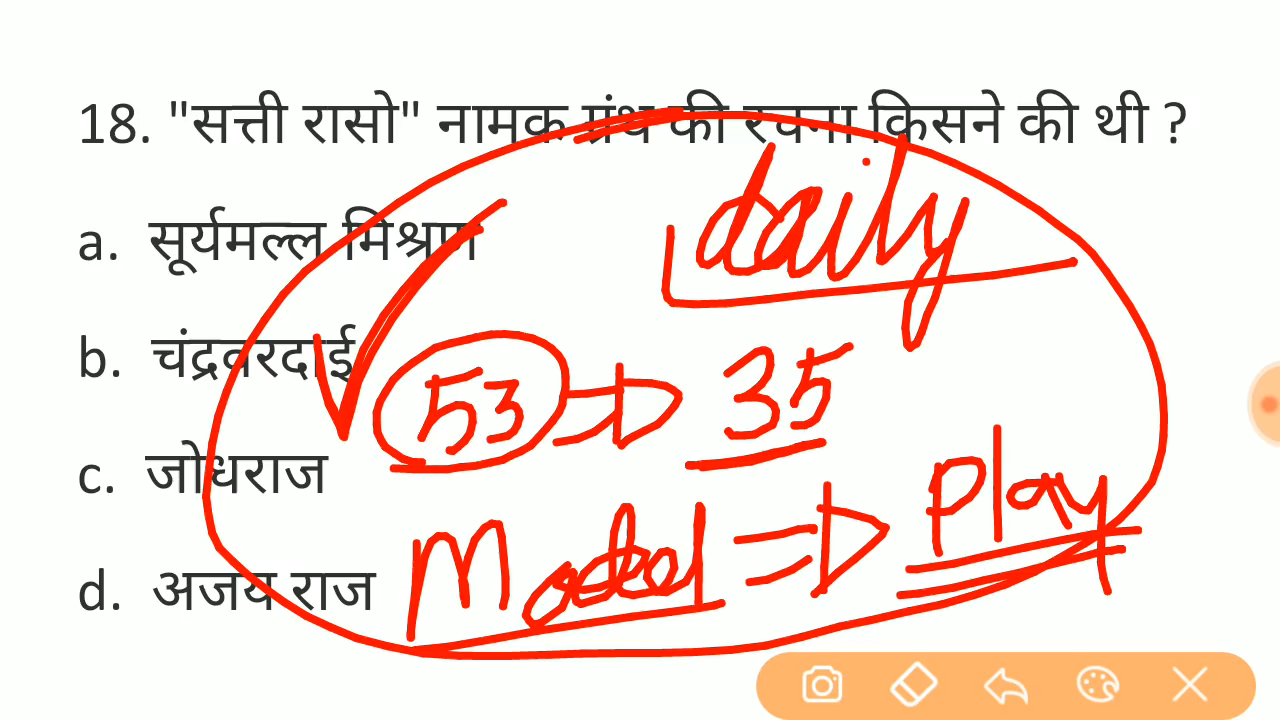 18. "सत्ती रासो" नामक ग्रंथ की रचना किसने की थी ?
a. सूर्यमल्ल मिश्रण
daily
b. चंद्रवरदाई
53 ⇒ 35
c. जोधराज
Model ⇒ play
d. अजय राज